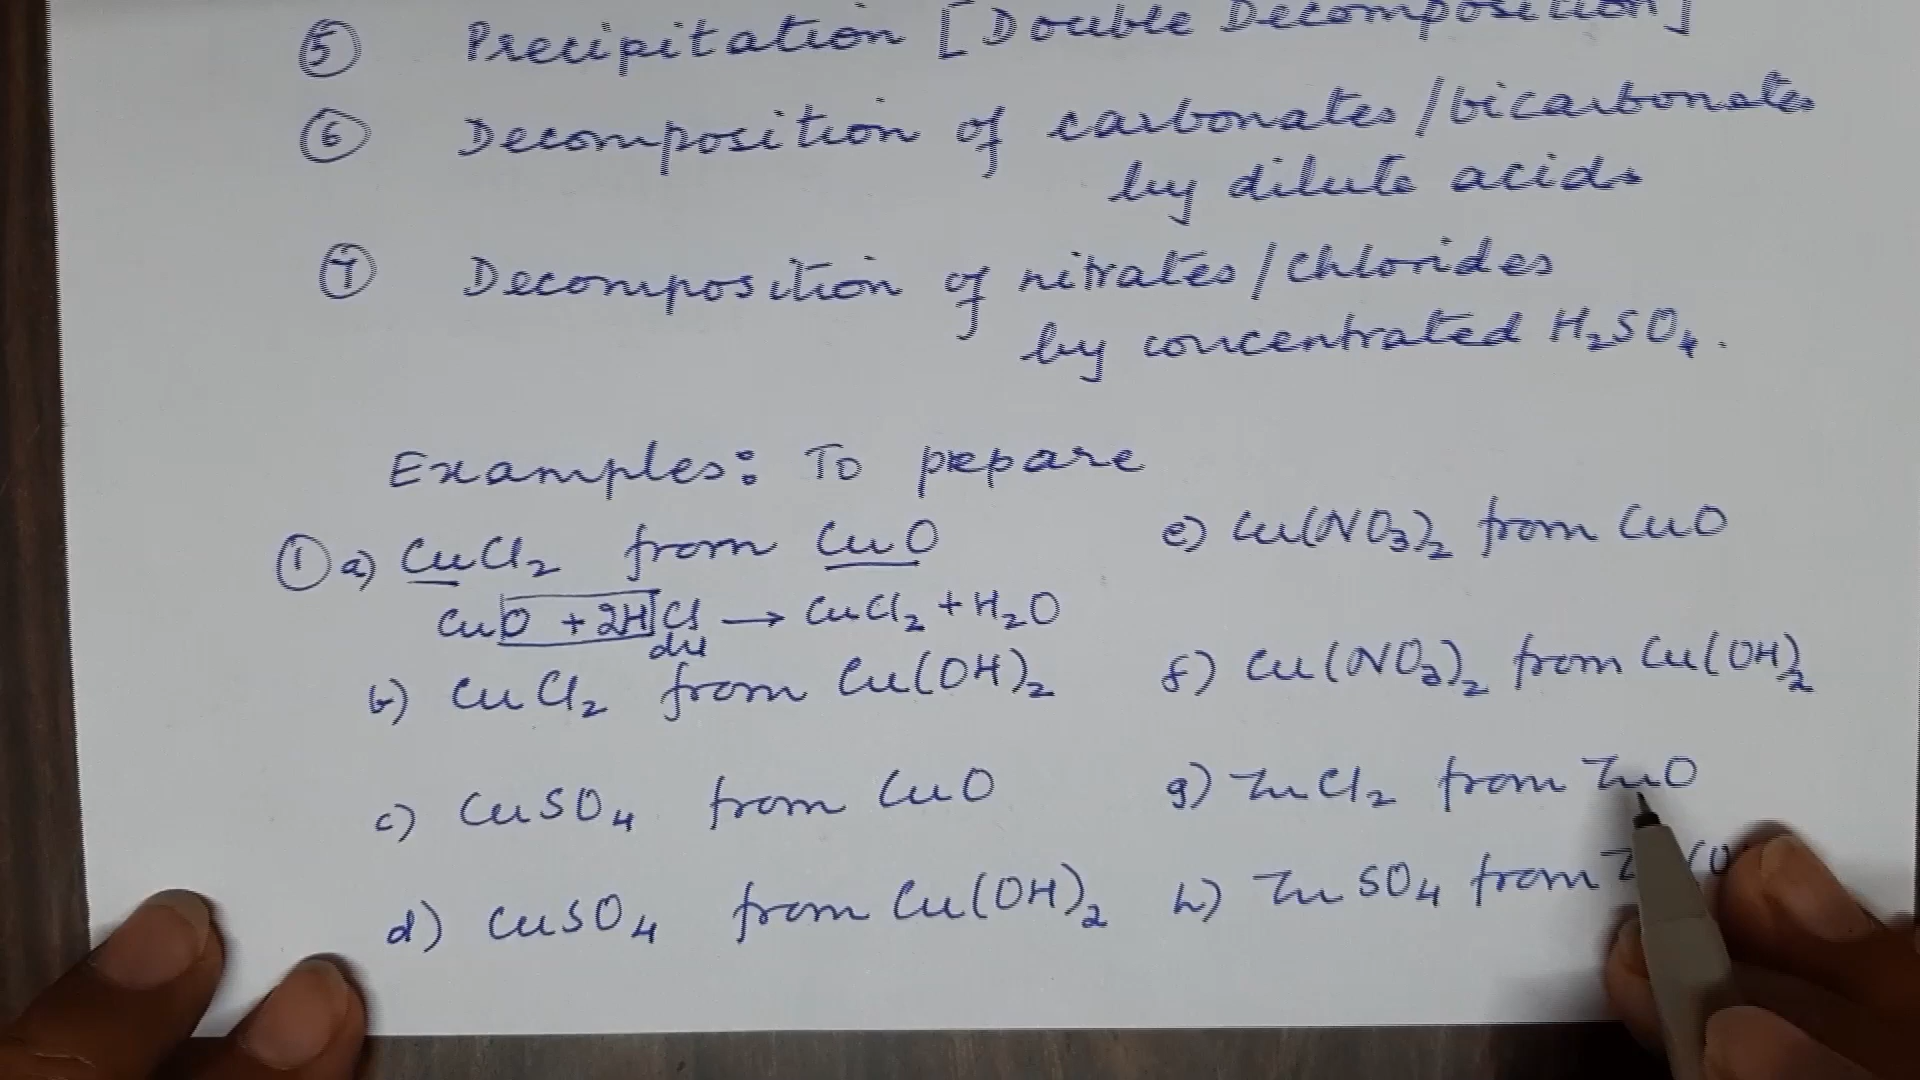 ⑤ Precipitation [Double Decomposition]
⑥ Decomposition of carbonates/bicarbonates
by dilute acids
⑦ Decomposition of nitrates/chlorides
by concentrated H₂SO₄.
Examples: To prepare
① a) CuCl₂ from CuO
CuO + 2HCl → CuCl₂ + H₂O
dil
b) CuCl₂ from Cu(OH)₂
c) CuSO₄ from CuO
d) CuSO₄ from Cu(OH)₂
e) Cu(NO₃)₂ from CuO
f) Cu(NO₃)₂ from Cu(OH)₂
g) ZnCl₂ from ZnO
h) ZnSO₄ from